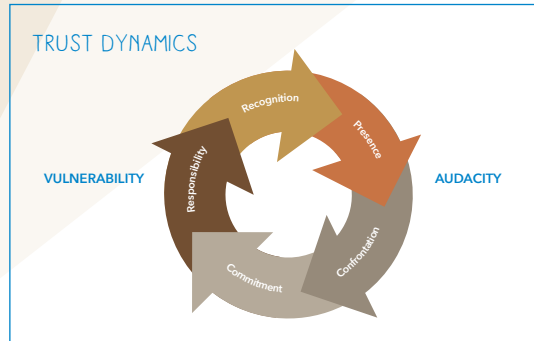 TRUST DYNAMICS
Recognition
Presence
VULNERABILITY
Responsibility
AUDACITY
Confrontation
Commitment